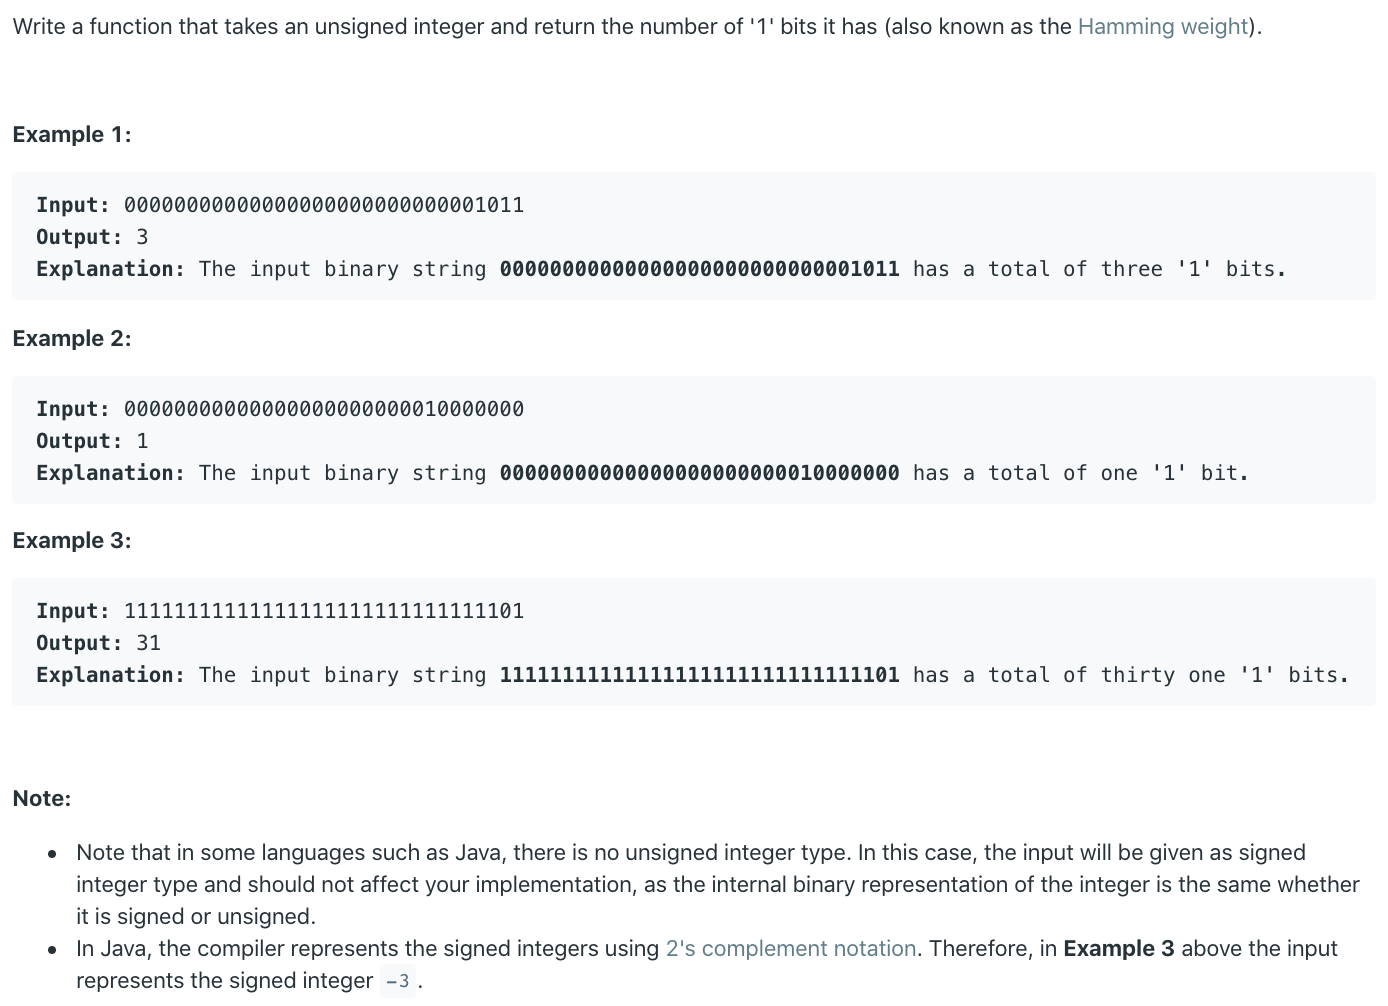 Write a function that takes an unsigned integer and return the number of '1' bits it has (also known as the Hamming weight).
Example 1:
Input: 00000000000000000000000000001011
Output: 3
Explanation: The input binary string 00000000000000000000000000001011 has a total of three '1' bits.
Example 2:
Input: 00000000000000000000000010000000
Output: 1
Explanation: The input binary string 00000000000000000000000010000000 has a total of one '1' bit.
Example 3:
Input: 11111111111111111111111111111101
Output: 31
Explanation: The input binary string 11111111111111111111111111111101 has a total of thirty one '1' bits.
Note:
• Note that in some languages such as Java, there is no unsigned integer type. In this case, the input will be given as signed
integer type and should not affect your implementation, as the internal binary representation of the integer is the same whether
it is signed or unsigned.
• In Java, the compiler represents the signed integers using 2's complement notation. Therefore, in Example 3 above the input
represents the signed integer -3.